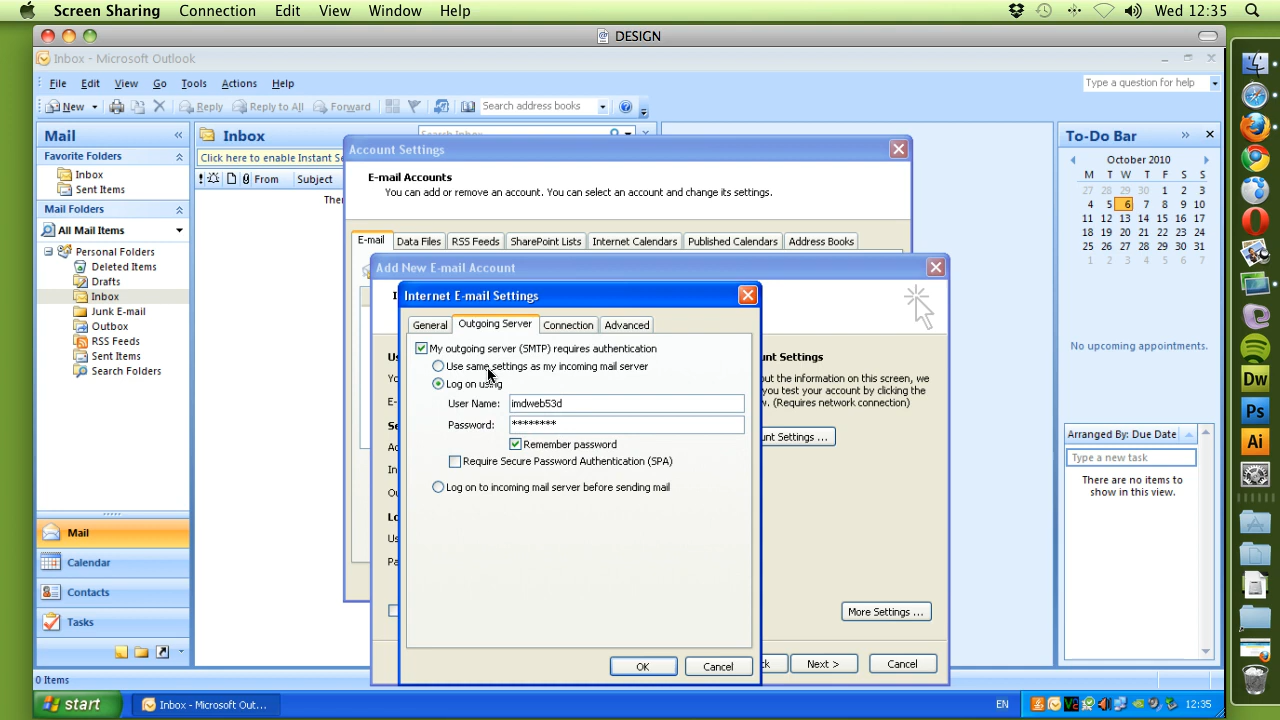 Screen Sharing Connection Edit View Window Help Wed 12:35
DESIGN
Inbox - Microsoft Outlook
File Edit View Go Tools Actions Help Type a question for help
New Reply Reply to All Forward Search address books
Mail
Favorite Folders
Inbox
Sent Items
Mail Folders
All Mail Items
Personal Folders
Deleted Items
Drafts
Inbox
Junk E-mail
Outbox
RSS Feeds
Sent Items
Search Folders
Mail
Calendar
Contacts
Tasks
Inbox
Search Inbox
Click here to enable Instant Se
From Subject
Ther
Account Settings
E-mail Accounts
You can add or remove an account. You can select an account and change its settings.
E-mail Data Files RSS Feeds SharePoint Lists Internet Calendars Published Calendars Address Books
Add New E-mail Account
Internet E-mail Settings
General Outgoing Server Connection Advanced
My outgoing server (SMTP) requires authentication
Use same settings as my incoming mail server
Log on using
User Name: imdweb53d
Password: ********
Remember password
Require Secure Password Authentication (SPA)
Log on to incoming mail server before sending mail
OK Cancel
unt Settings
out the information on this screen, we
you test your account by clicking the
w. (Requires network connection)
unt Settings ...
More Settings ...
ck Next > Cancel
To-Do Bar
October 2010
M T W T F S S
27 28 29 30 1 2 3
4 5 6 7 8 9 10
11 12 13 14 15 16 17
18 19 20 21 22 23 24
25 26 27 28 29 30 31
1 2 3 4 5 6 7
No upcoming appointments.
Arranged By: Due Date
Type a new task
There are no items to
show in this view.
Dw
Ps
Ai
0 Items
start Inbox - Microsoft Out... EN 12:35